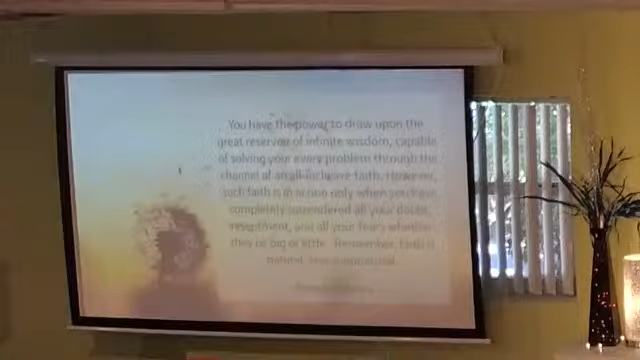 You have the power to draw upon the
great reservoir of infinite wisdom, capable
of solving your every problem through the
channel of an all-inclusive faith. However,
such faith is in action only when you have
completely surrendered all your doubts,
resentment, and all your fears whether
they be big or little. Remember, faith is
natural,